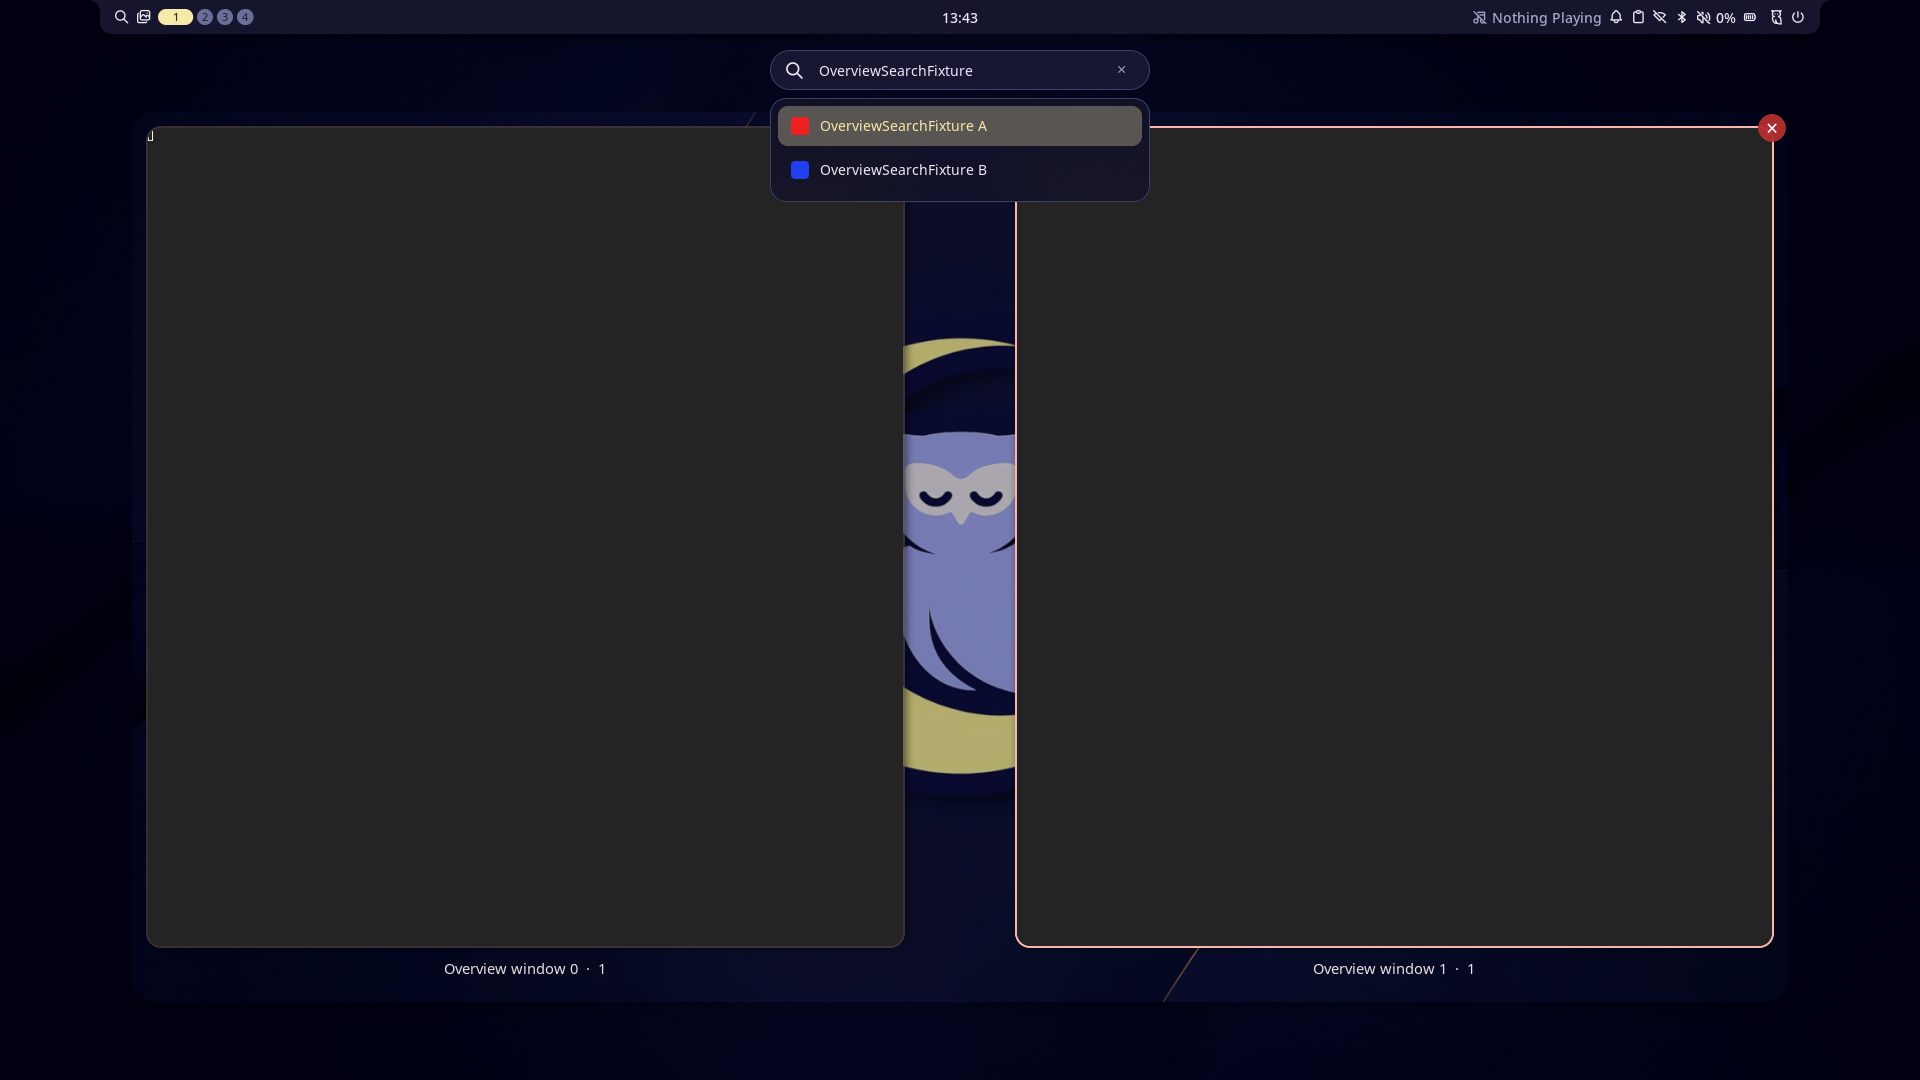 1 2 3 4
13:43
Nothing Playing
0%
OverviewSearchFixture
OverviewSearchFixture A
OverviewSearchFixture B
Overview window 0 · 1
Overview window 1 · 1